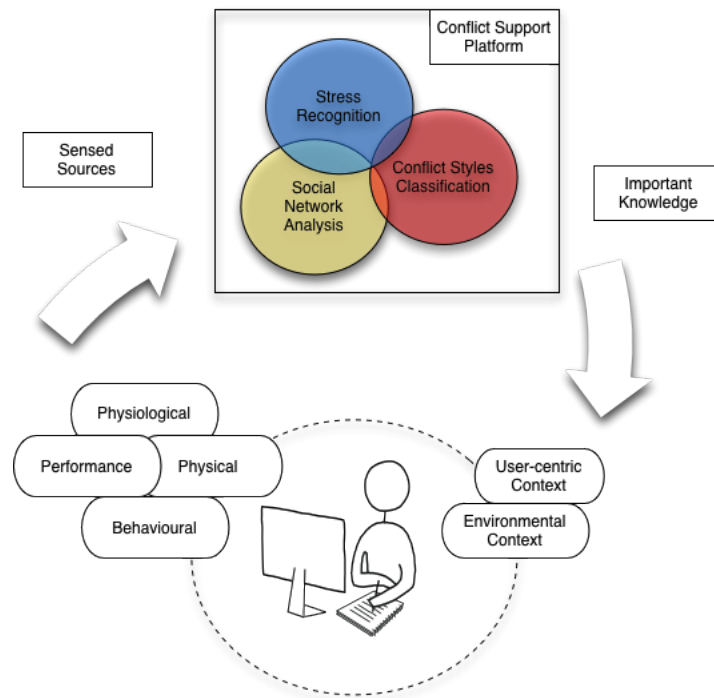 Conflict Support
Platform
Stress
Recognition
Conflict Styles
Classification
Social
Network
Analysis
Sensed
Sources
Important
Knowledge
Physiological
Performance
Physical
Behavioural
User-centric
Context
Environmental
Context